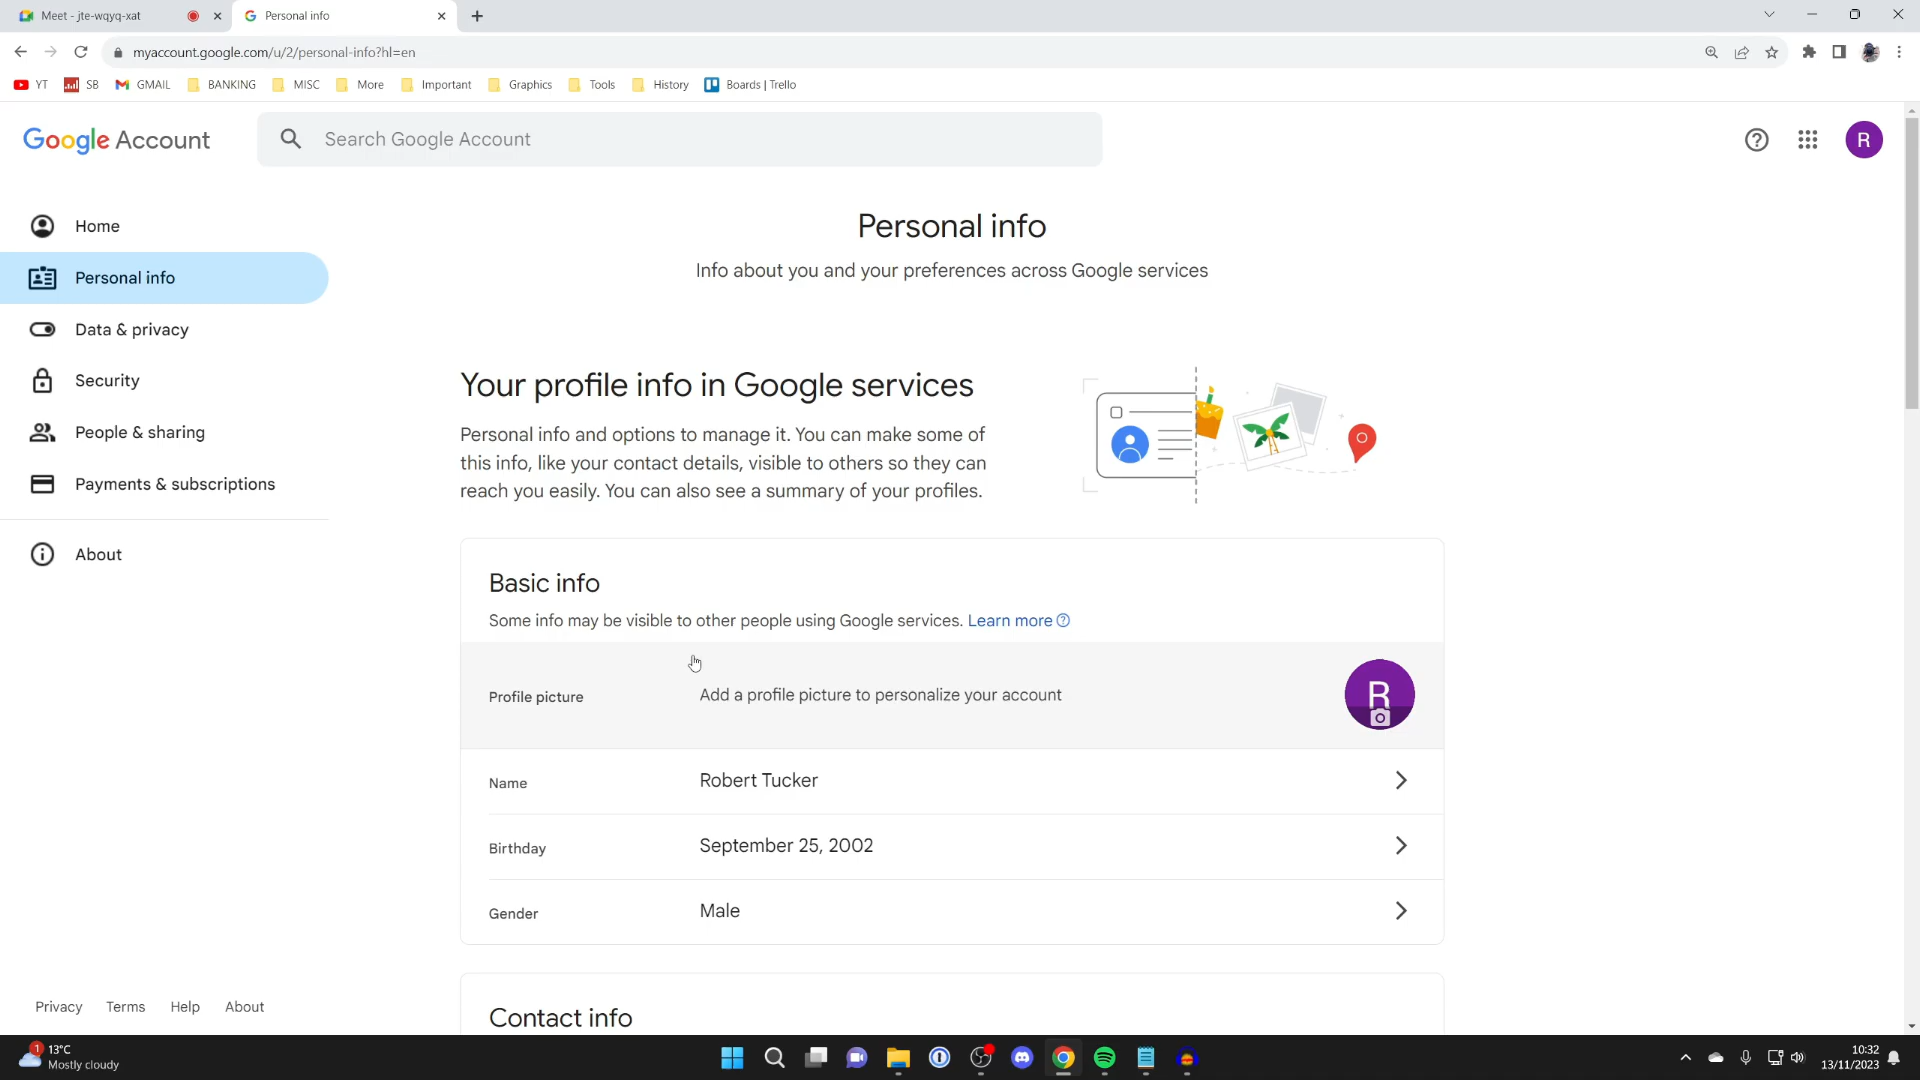 Meet - jte-wqyq-xat
Personal info
myaccount.google.com/u/2/personal-info?hl=en
YT
SB
GMAIL
BANKING
MISC
More
Important
Graphics
Tools
History
Boards | Trello
Google Account
Search Google Account
R
Home
Personal info
Data & privacy
Security
People & sharing
Payments & subscriptions
About
Personal info
Info about you and your preferences across Google services
Your profile info in Google services
Personal info and options to manage it. You can make some of
this info, like your contact details, visible to others so they can
reach you easily. You can also see a summary of your profiles.
Basic info
Some info may be visible to other people using Google services. Learn more
Profile picture
Add a profile picture to personalize your account
R
Name
Robert Tucker
Birthday
September 25, 2002
Gender
Male
Contact info
Privacy
Terms
Help
About
1
13°C
Mostly cloudy
10:32
13/11/2023